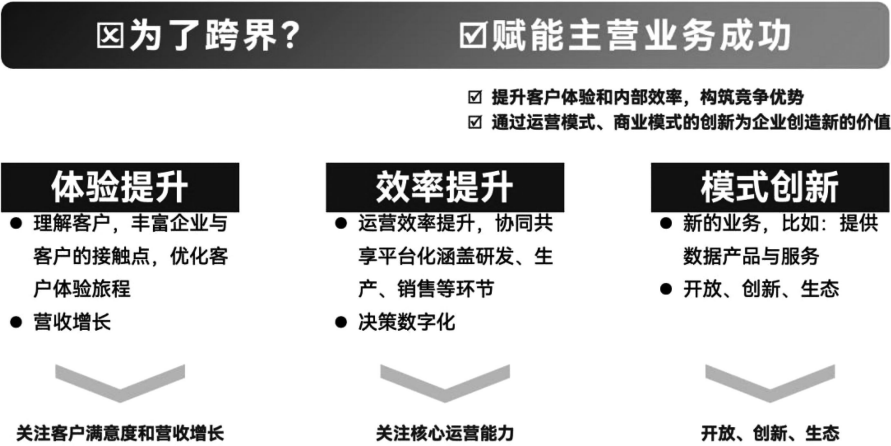 ☒为了跨界？ ☑赋能主营业务成功
☑ 提升客户体验和内部效率，构筑竞争优势
☑ 通过运营模式、商业模式的创新为企业创造新的价值
体验提升
● 理解客户，丰富企业与
客户的接触点，优化客
户体验旅程
● 营收增长
关注客户满意度和营收增长
效率提升
● 运营效率提升，协同共
享平台化涵盖研发、生
产、销售等环节
● 决策数字化
关注核心运营能力
模式创新
● 新的业务，比如：提供
数据产品与服务
● 开放、创新、生态
开放、创新、生态